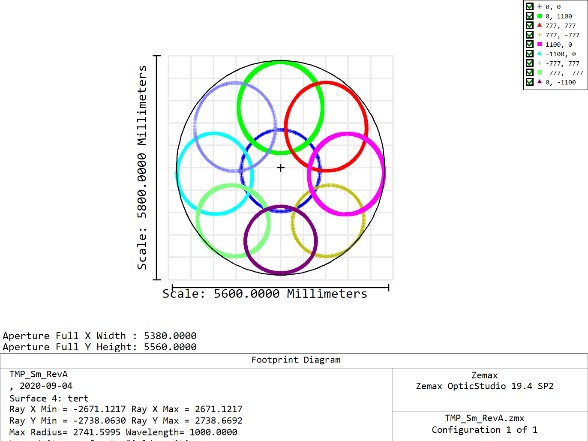 0, 0
0, 1100
777, 777
777, -777
1100, 0
-1100, 0
-777, 777
-777, -777
0, -1100
Scale: 5800.0000 Millimeters
Scale: 5600.0000 Millimeters
Aperture Full X Width : 5380.0000
Aperture Full Y Height: 5560.0000
Footprint Diagram
TMP_Sm_RevA
, 2020-09-04
Surface 4: tert
Ray X Min = -2671.1217 Ray X Max = 2671.1217
Ray Y Min = -2738.0630 Ray Y Max = 2738.6692
Max Radius= 2741.5995 Wavelength= 1000.0000
Zemax
Zemax OpticStudio 19.4 SP2
TMP_Sm_RevA.zmx
Configuration 1 of 1